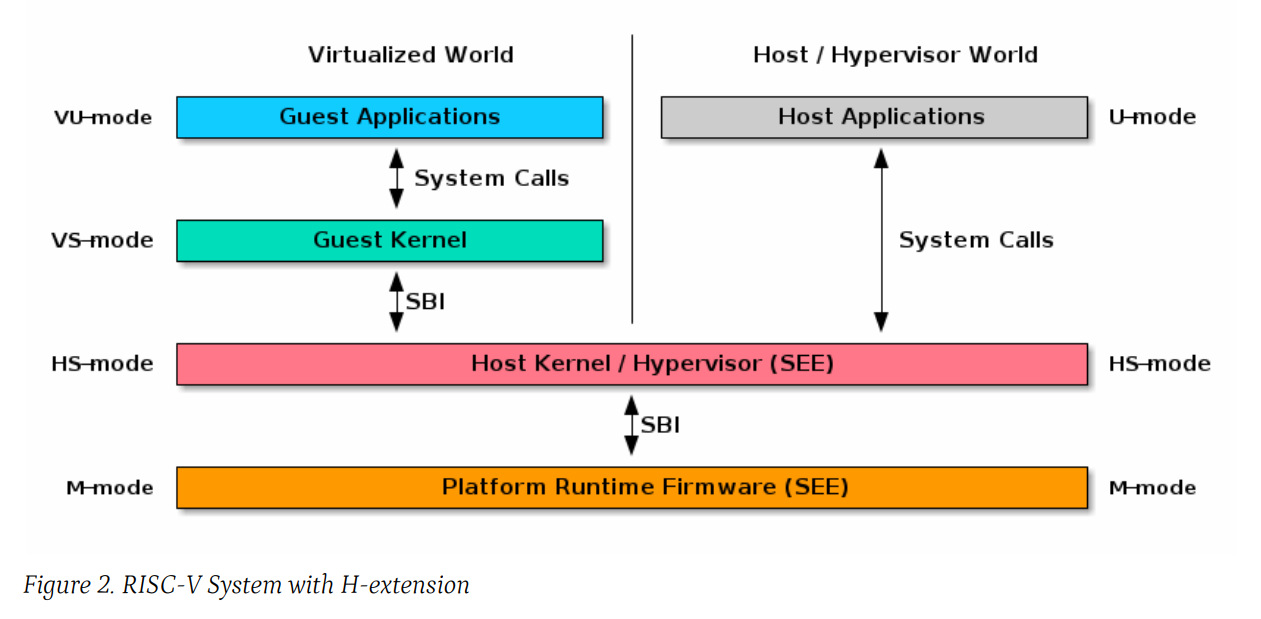 Virtualized World
Host / Hypervisor World
VU-mode
Guest Applications
Host Applications
U-mode
System Calls
VS-mode
Guest Kernel
System Calls
SBI
HS-mode
Host Kernel / Hypervisor (SEE)
HS-mode
SBI
M-mode
Platform Runtime Firmware (SEE)
M-mode
Figure 2. RISC-V System with H-extension